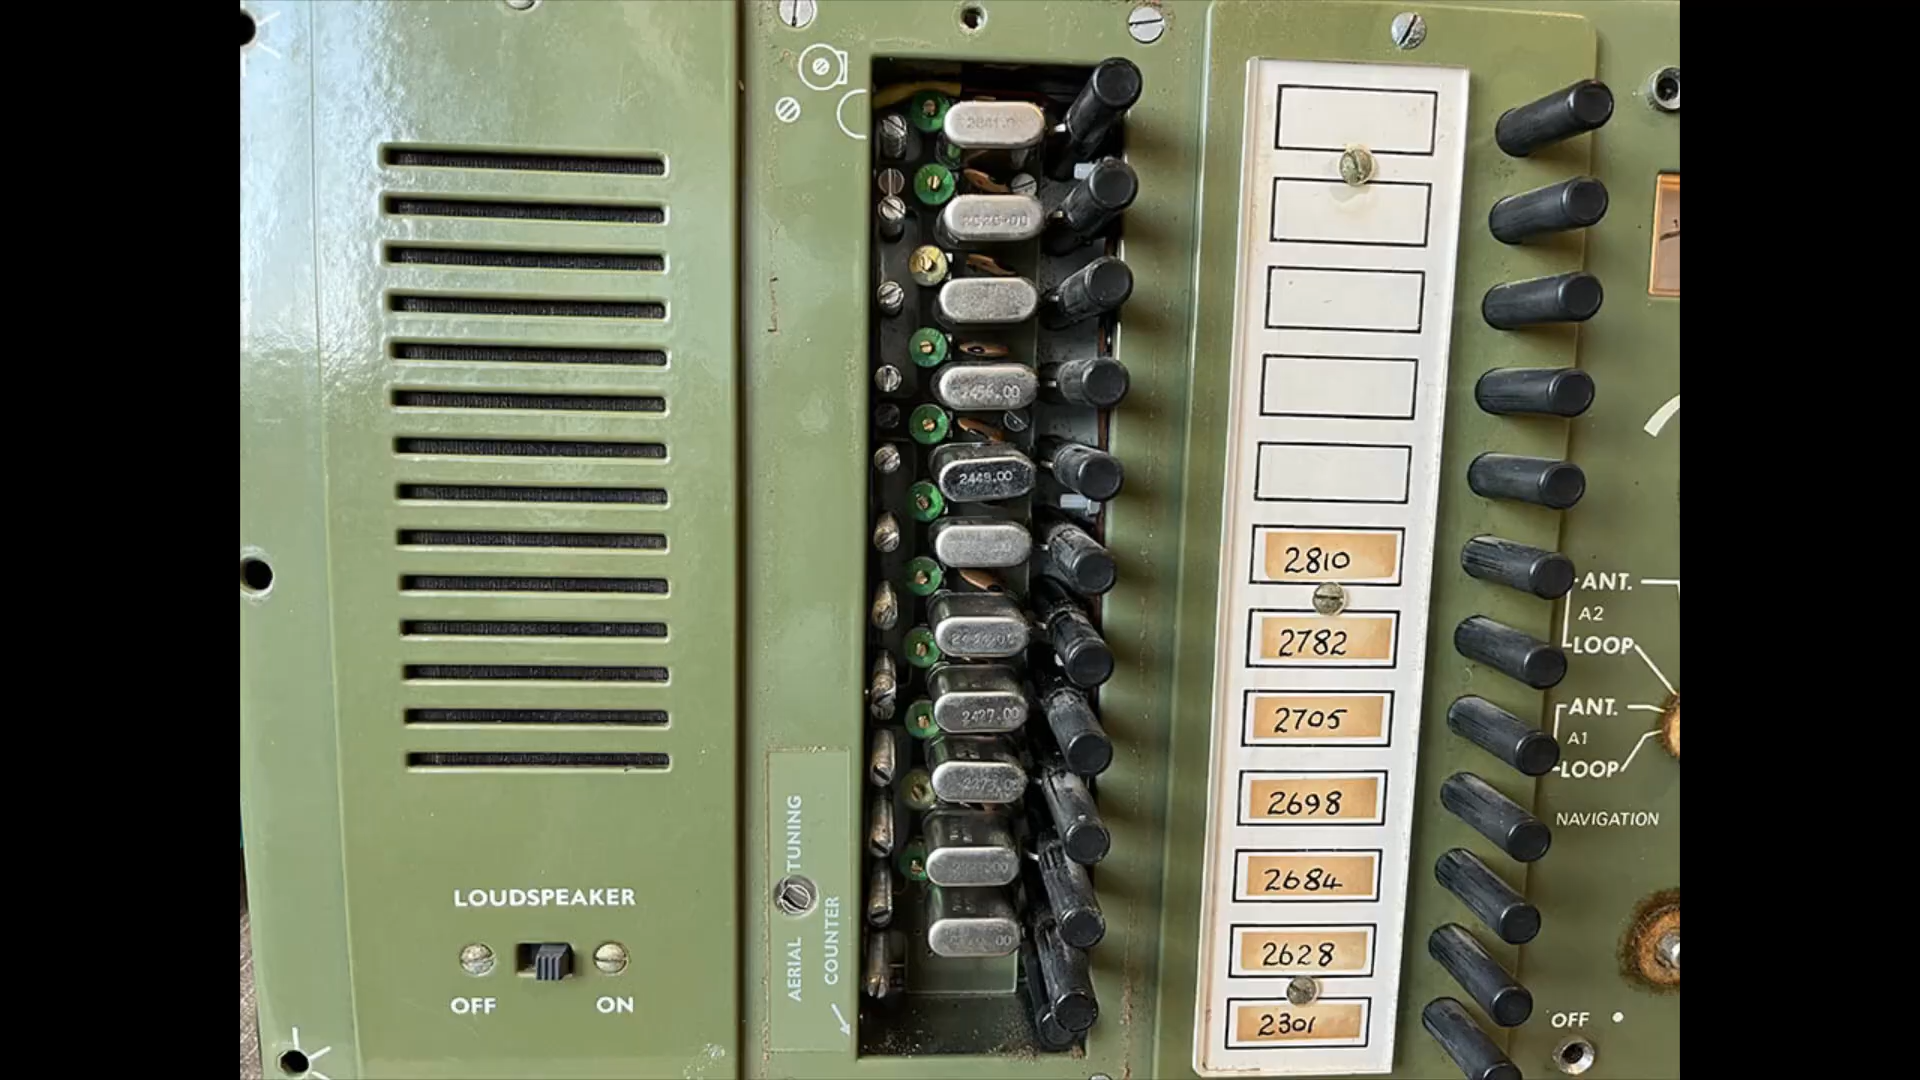 2456.00
2449.00
2427.00
2810
2782
2705
2698
2684
2628
2301
LOUDSPEAKER
OFF
ON
AERIAL TUNING
COUNTER
ANT.
A2
LOOP
ANT.
A1
LOOP
NAVIGATION
OFF